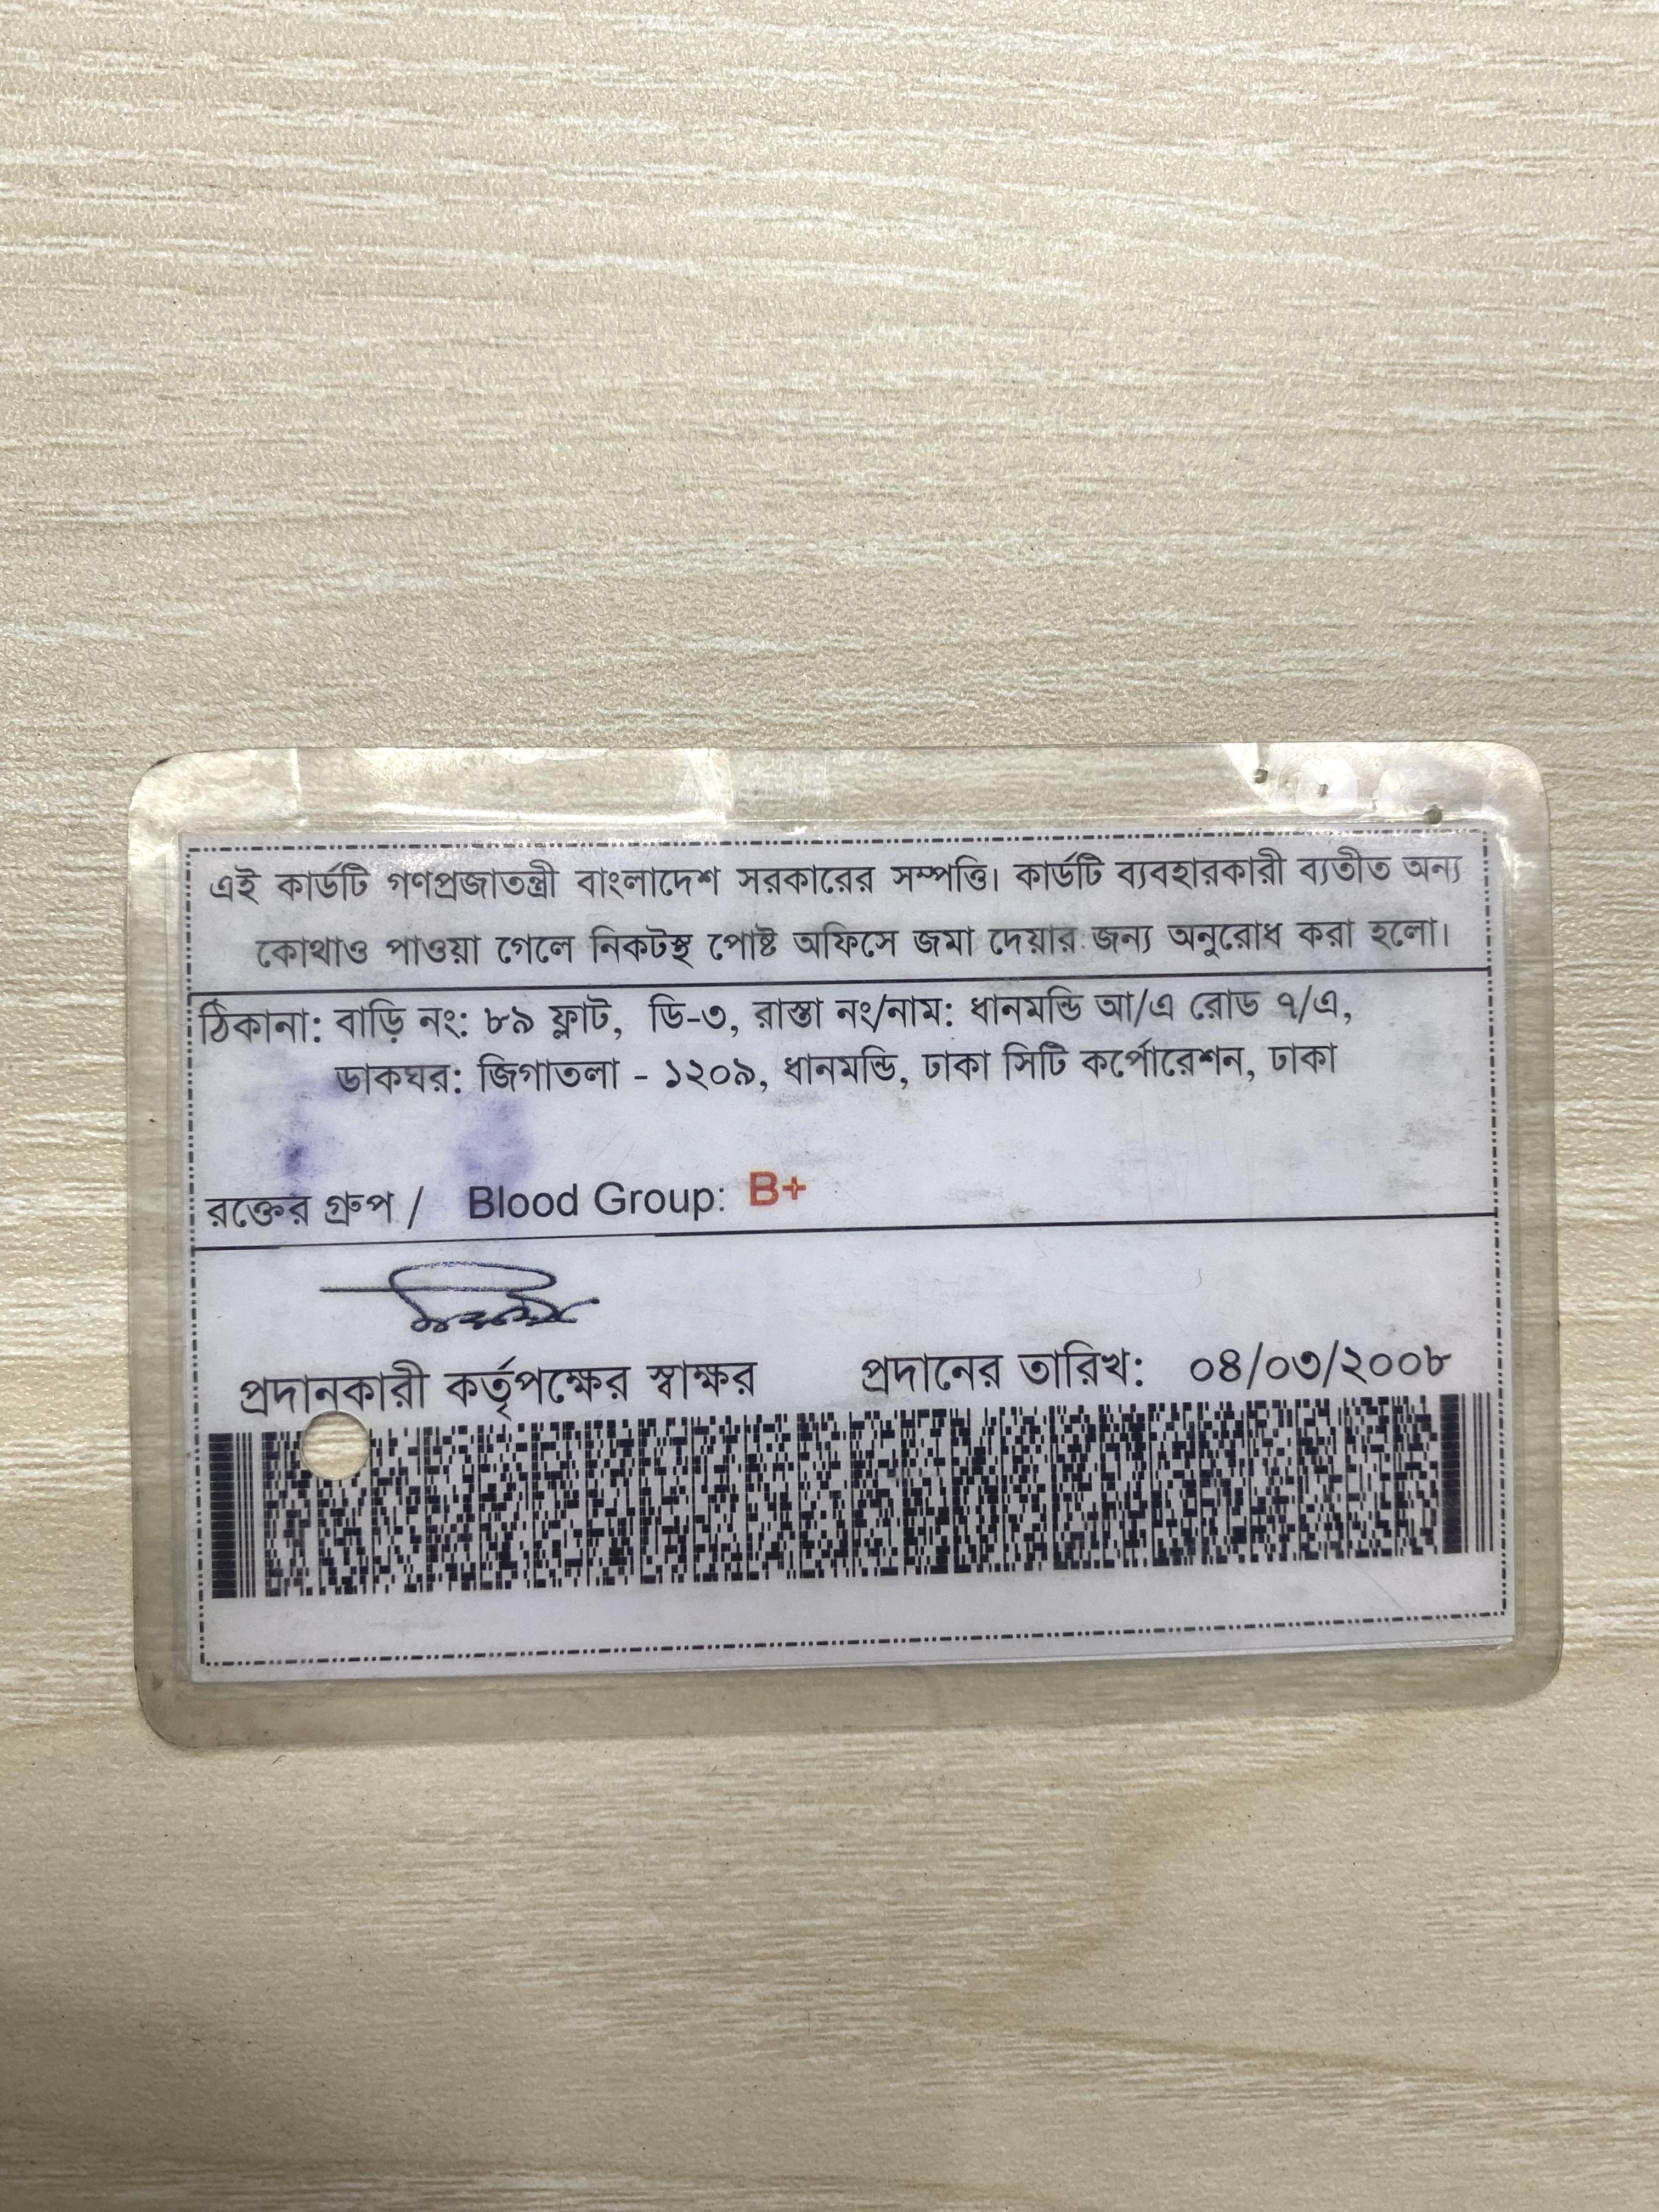 এই কার্ডটি গণপ্রজাতন্ত্রী বাংলাদেশ সরকারের সম্পত্তি। কার্ডটি ব্যবহারকারী ব্যতীত অন্য
কোথাও পাওয়া গেলে নিকটস্থ পোষ্ট অফিসে জমা দেয়ার জন্য অনুরোধ করা হলো।
ঠিকানা: বাড়ি নং: ৮৯ ফ্লাট, ডি-৩, রাস্তা নং/নাম: ধানমন্ডি আ/এ রোড ৭/এ,
ডাকঘর: জিগাতলা - ১২০৯, ধানমন্ডি, ঢাকা সিটি কর্পোরেশন, ঢাকা
রক্তের গ্রুপ / Blood Group: B+
প্রদানকারী কর্তৃপক্ষের স্বাক্ষর প্রদানের তারিখ: ০৪/০৩/২০০৮